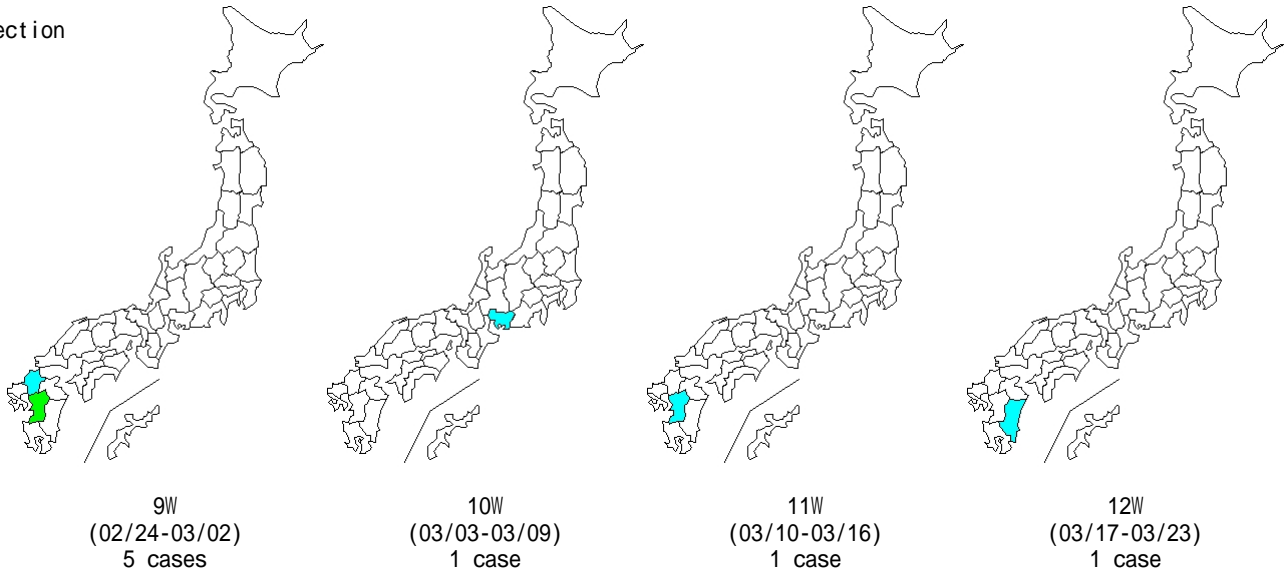 ection
9W
(02/24-03/02)
5 cases
10W
(03/03-03/09)
1 case
11W
(03/10-03/16)
1 case
12W
(03/17-03/23)
1 case